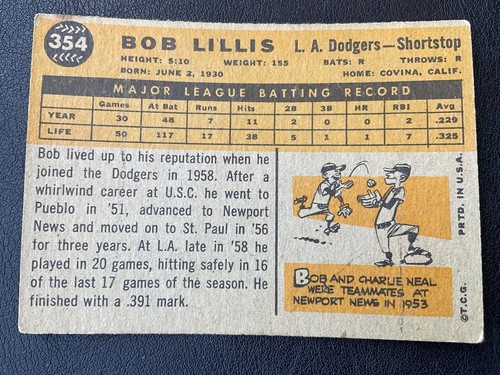 354 BOB LILLIS L. A. Dodgers—Shortstop
HEIGHT: 5:10 WEIGHT: 155 BATS: R THROWS: R
BORN: JUNE 2, 1930 HOME: COVINA, CALIF.
MAJOR LEAGUE BATTING RECORD
Games At Bat Runs Hits 2B 3B HR RBI Avg
YEAR 30 48 7 11 2 0 0 2 .229
LIFE 50 117 17 38 5 1 1 7 .325
Bob lived up to his reputation when he
joined the Dodgers in 1958. After a
whirlwind career at U.S.C. he went to
Pueblo in '51, advanced to Newport
News and moved on to St. Paul in '56
for three years. At L.A. late in '58 he
played in 20 games, hitting safely in 16
of the last 17 games of the season. He
finished with a .391 mark.
BOB AND CHARLIE NEAL
WERE TEAMMATES AT
NEWPORT NEWS IN 1953
©T.C.G. PRTD. IN U.S.A.